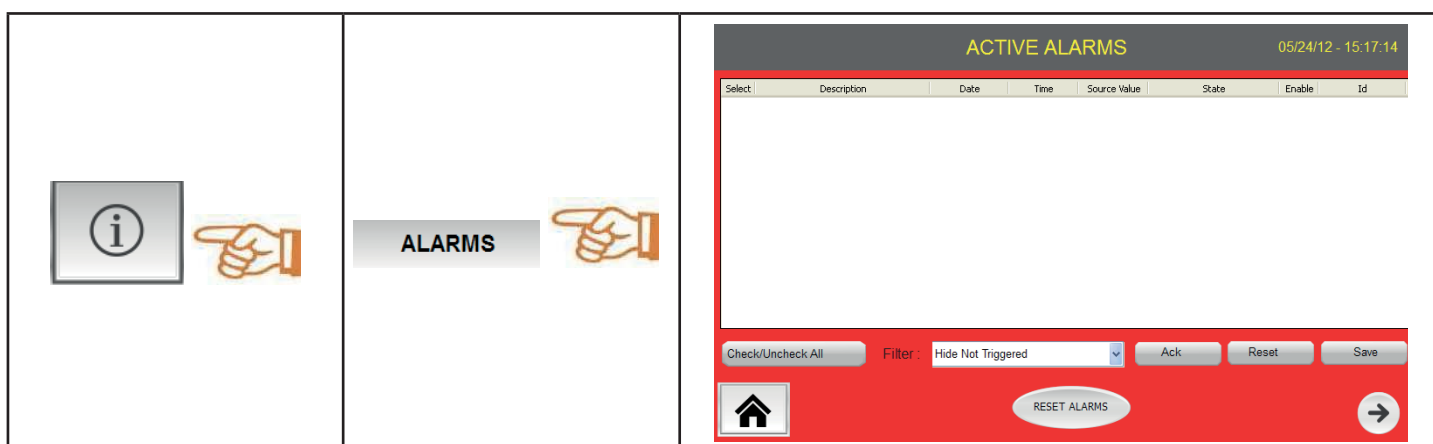 i
ALARMS
ACTIVE ALARMS 05/24/12 - 15:17:14
Select Description Date Time Source Value State Enable Id
Check/Uncheck All Filter : Hide Not Triggered Ack Reset Save
RESET ALARMS